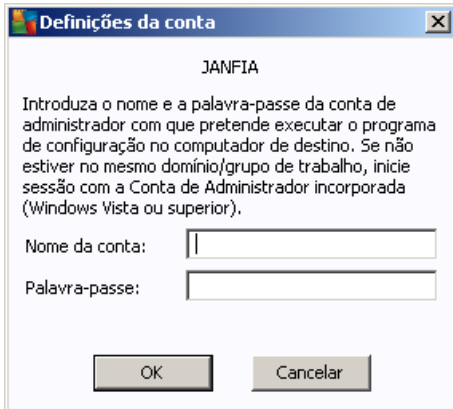 Definições da conta
JANFIA
Introduza o nome e a palavra-passe da conta de
administrador com que pretende executar o programa
de configuração no computador de destino. Se não
estiver no mesmo domínio/grupo de trabalho, inicie
sessão com a Conta de Administrador incorporada
(Windows Vista ou superior).
Nome da conta:
Palavra-passe:
OK
Cancelar